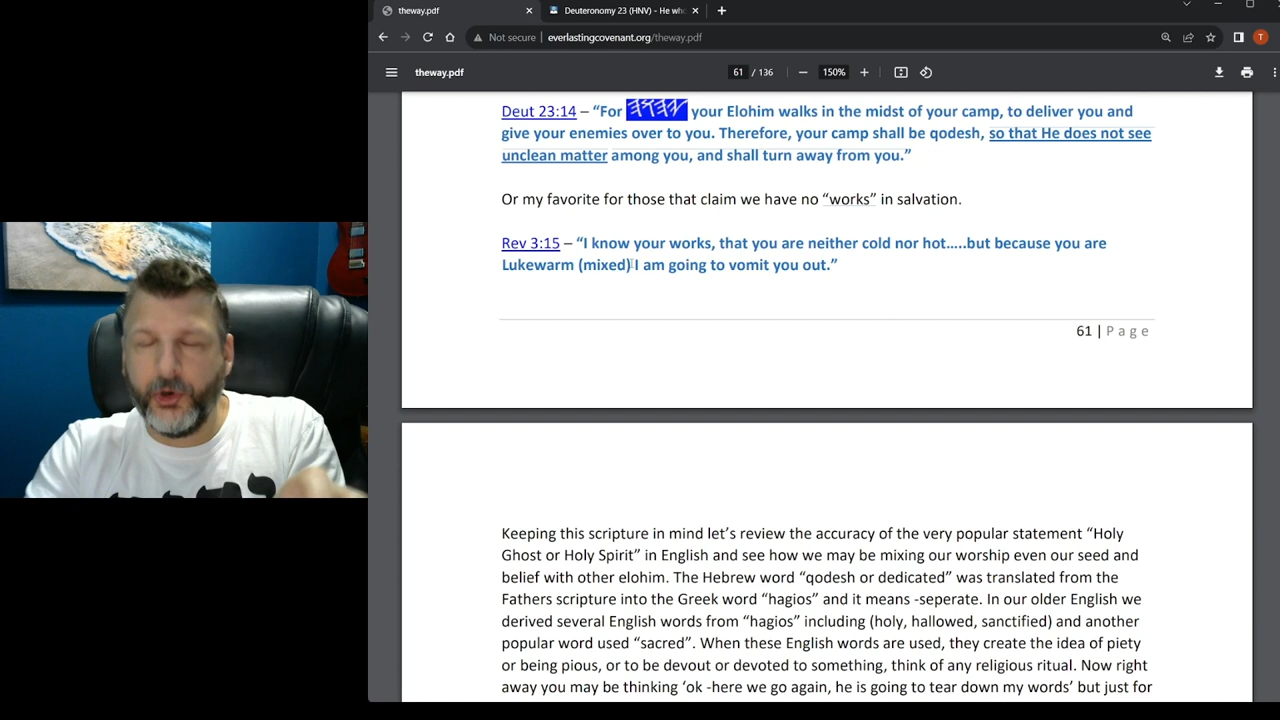 theway.pdf
Deuteronomy 23 (HNV) - He who
Not secure
everlastingcovenant.org/theway.pdf
T
theway.pdf
61 / 136
150%
Deut 23:14 – “For your Elohim walks in the midst of your camp, to deliver you and
give your enemies over to you. Therefore, your camp shall be qodesh, so that He does not see
unclean matter among you, and shall turn away from you.”
Or my favorite for those that claim we have no “works” in salvation.
Rev 3:15 – “I know your works, that you are neither cold nor hot…..but because you are
Lukewarm (mixed) I am going to vomit you out.”
61 | Page
Keeping this scripture in mind let’s review the accuracy of the very popular statement “Holy
Ghost or Holy Spirit” in English and see how we may be mixing our worship even our seed and
belief with other elohim. The Hebrew word “qodesh or dedicated” was translated from the
Fathers scripture into the Greek word “hagios” and it means -seperate. In our older English we
derived several English words from “hagios” including (holy, hallowed, sanctified) and another
popular word used “sacred”. When these English words are used, they create the idea of piety
or being pious, or to be devout or devoted to something, think of any religious ritual. Now right
away you may be thinking ‘ok -here we go again, he is going to tear down my words’ but just for